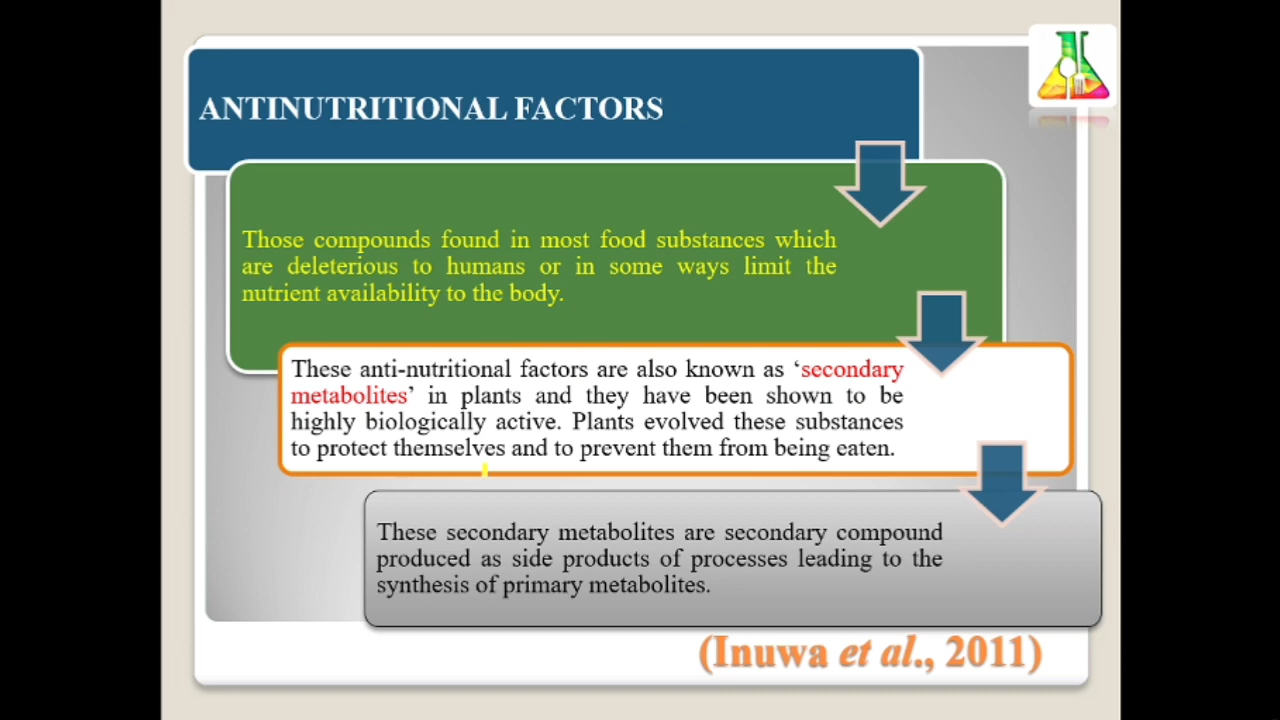 ANTINUTRITIONAL FACTORS
Those compounds found in most food substances which
are deleterious to humans or in some ways limit the
nutrient availability to the body.
These anti-nutritional factors are also known as ‘secondary
metabolites’ in plants and they have been shown to be
highly biologically active. Plants evolved these substances
to protect themselves and to prevent them from being eaten.
These secondary metabolites are secondary compound
produced as side products of processes leading to the
synthesis of primary metabolites.
(Inuwa et al., 2011)